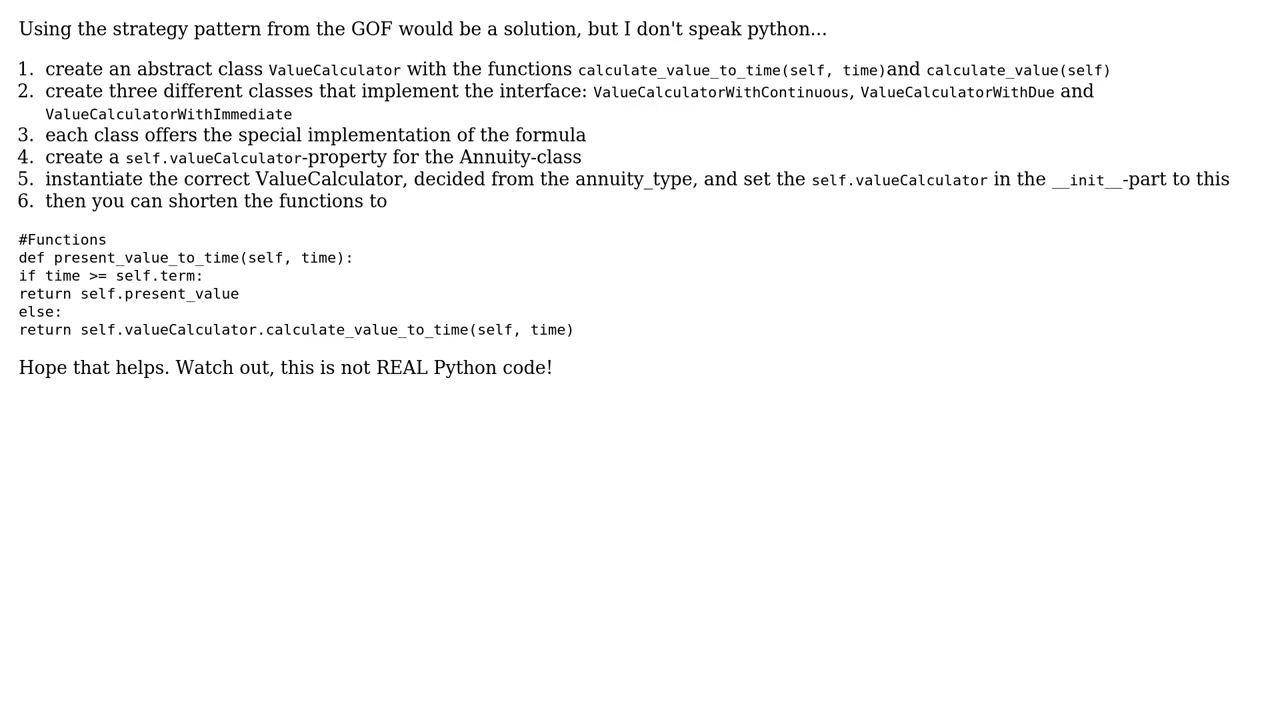 Using the strategy pattern from the GOF would be a solution, but I don't speak python...
1. create an abstract class ValueCalculator with the functions calculate_value_to_time(self, time)and calculate_value(self)
2. create three different classes that implement the interface: ValueCalculatorWithContinuous, ValueCalculatorWithDue and
ValueCalculatorWithImmediate
3. each class offers the special implementation of the formula
4. create a self.valueCalculator-property for the Annuity-class
5. instantiate the correct ValueCalculator, decided from the annuity_type, and set the self.valueCalculator in the __init__-part to this
6. then you can shorten the functions to
#Functions
def present_value_to_time(self, time):
if time >= self.term:
return self.present_value
else:
return self.valueCalculator.calculate_value_to_time(self, time)
Hope that helps. Watch out, this is not REAL Python code!